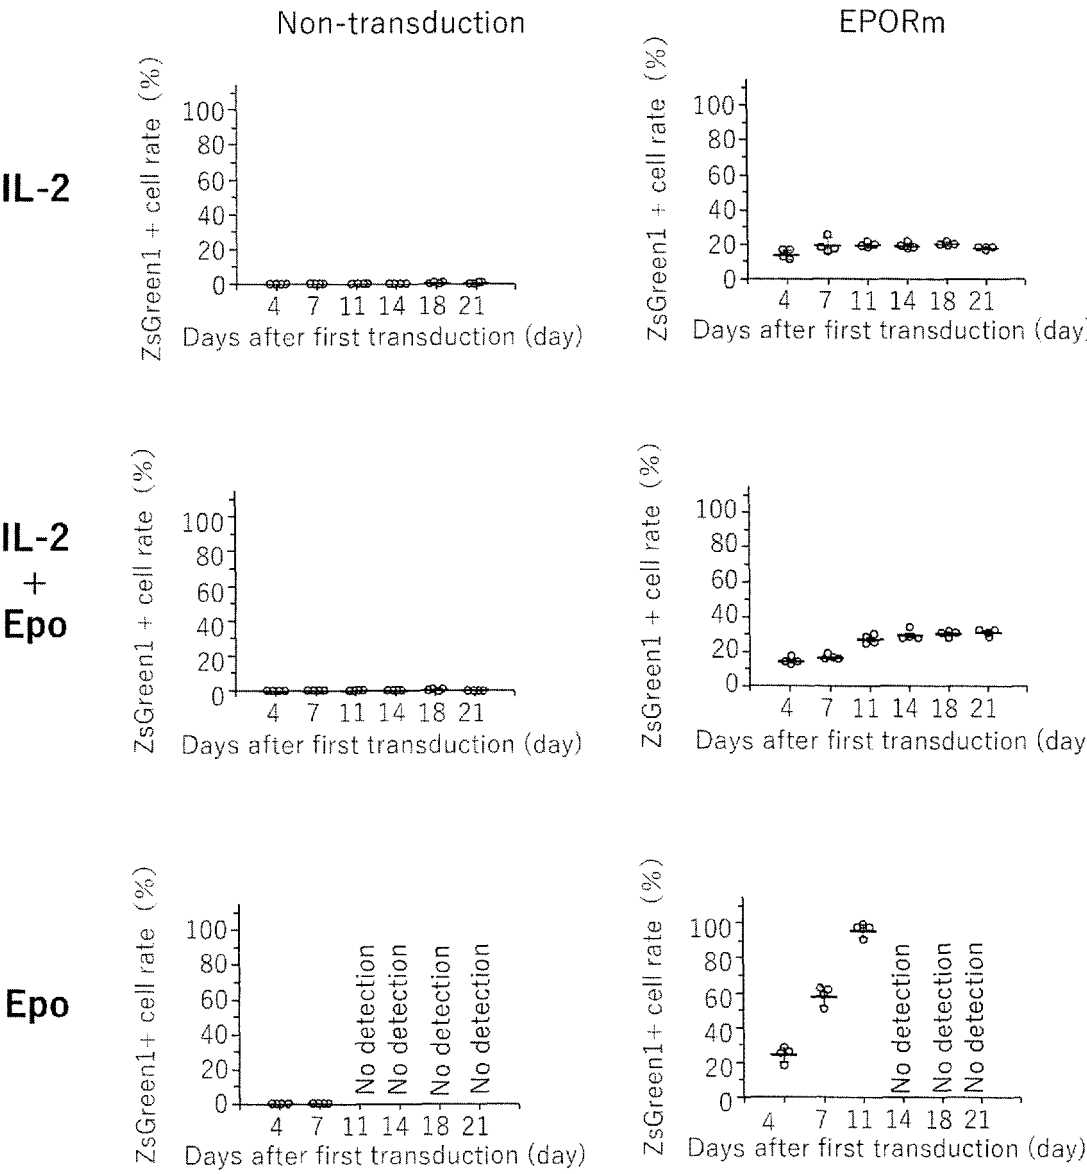 Non-transduction
EPORm
IL-2
ZsGreen1 + cell rate (%)
100
80
60
40
20
0
4 7 11 14 18 21
Days after first transduction (day)
ZsGreen1 + cell rate (%)
100
80
60
40
20
0
4 7 11 14 18 21
Days after first transduction (day)
IL-2
+
Epo
ZsGreen1 + cell rate (%)
100
80
60
40
20
0
4 7 11 14 18 21
Days after first transduction (day)
ZsGreen1 + cell rate (%)
100
80
60
40
20
0
4 7 11 14 18 21
Days after first transduction (day
Epo
ZsGreen1+ cell rate (%)
100
80
60
40
20
0
No detection
No detection
No detection
No detection
4 7 11 14 18 21
Days after first transduction (day)
ZsGreen1+ cell rate (%)
100
80
60
40
20
0
No detection
No detection
No detection
4 7 11 14 18 21
Days after first transduction (day)